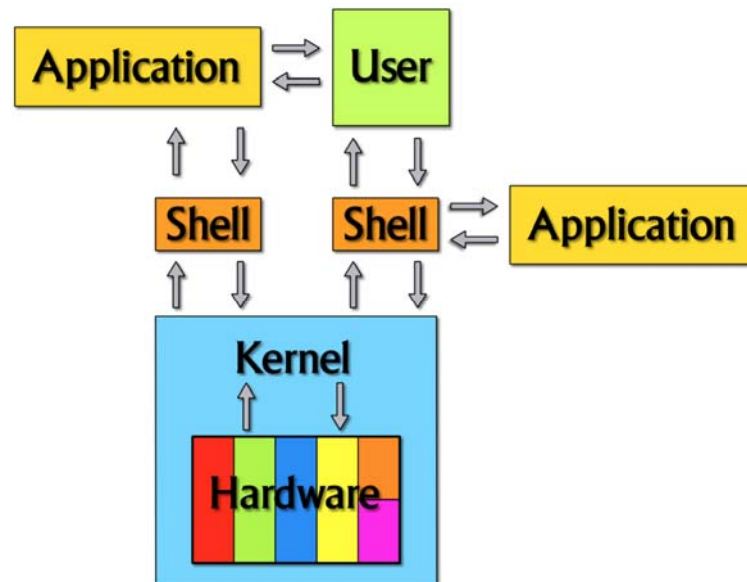 Application
User
Shell
Shell
Application
Kernel
Hardware